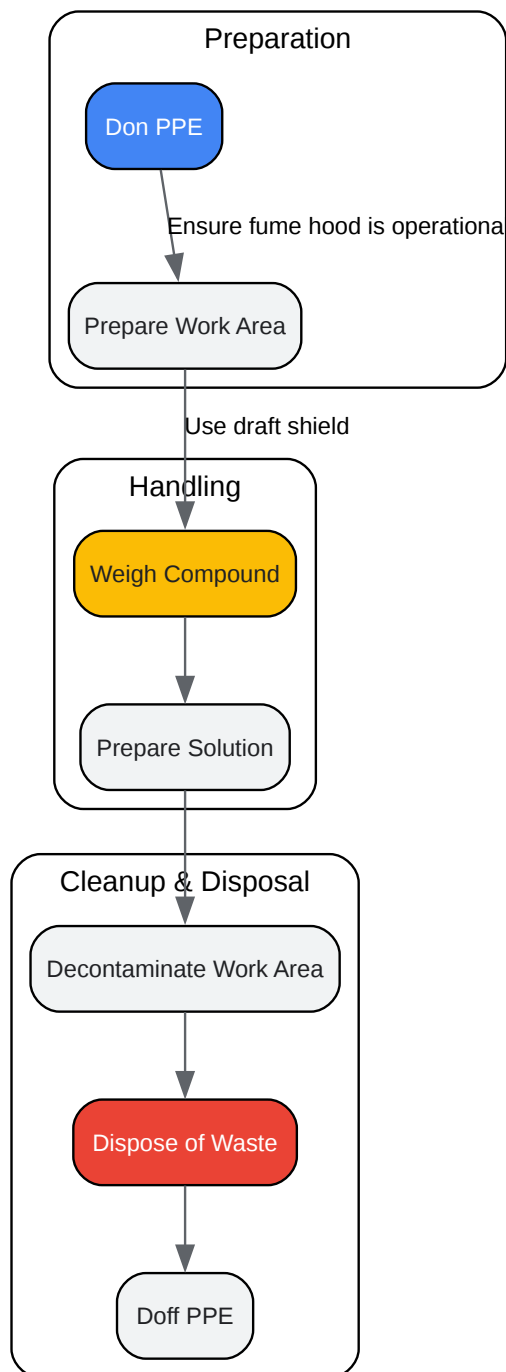 Preparation
Don PPE
Ensure fume hood is operational
Prepare Work Area
Use draft shield
Handling
Weigh Compound
Prepare Solution
Cleanup & Disposal
Decontaminate Work Area
Dispose of Waste
Doff PPE